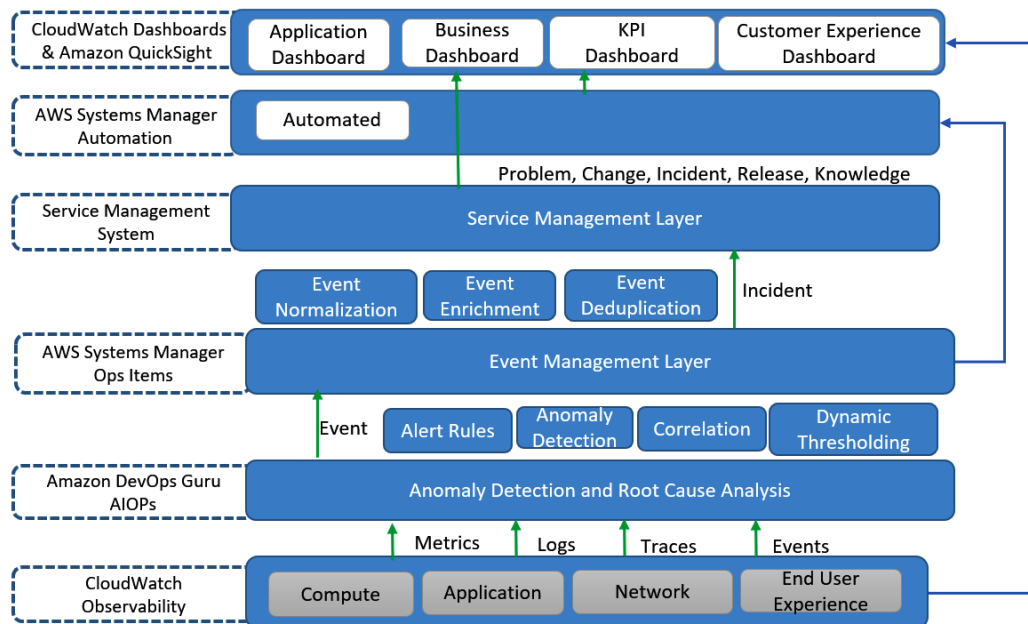 CloudWatch Dashboards
& Amazon QuickSight
Application
Dashboard
Business
Dashboard
KPI
Dashboard
Customer Experience
Dashboard
AWS Systems Manager
Automation
Automated
Problem, Change, Incident, Release, Knowledge
Service Management
System
Service Management Layer
Event
Normalization
Event
Enrichment
Event
Deduplication
Incident
AWS Systems Manager
Ops Items
Event Management Layer
Event
Alert Rules
Anomaly
Detection
Correlation
Dynamic
Thresholding
Amazon DevOps Guru
AIOPs
Anomaly Detection and Root Cause Analysis
Metrics
Logs
Traces
Events
CloudWatch
Observability
Compute
Application
Network
End User
Experience